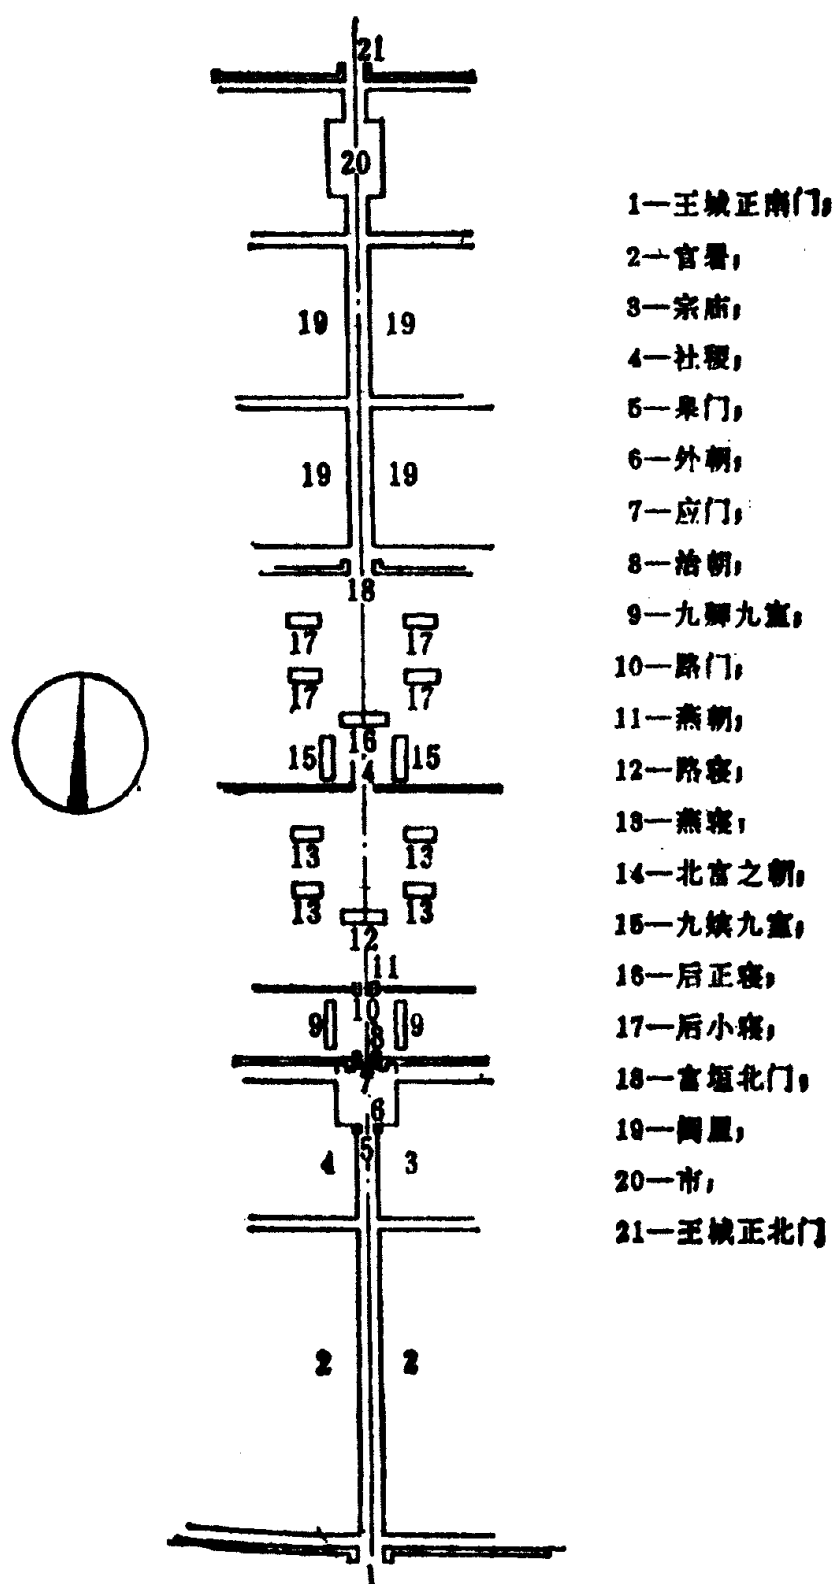 21
20
19 19
19 19
18
17 17
17 17
16
15 15
4
13 13
13 13
12
11
10
9 9
8
7
6
5
4 3
2 2
1—王城正南门;
2—官署;
3—宗庙;
4—社稷;
5—皋门;
6—外朝;
7—应门;
8—治朝;
9—九卿九室;
10—路门;
11—燕朝;
12—路寝;
13—燕寝;
14—北宫之朝;
15—九嫔九室;
16—后正寝;
17—后小寝;
18—宫垣北门;
19—闾里;
20—市;
21—王城正北门